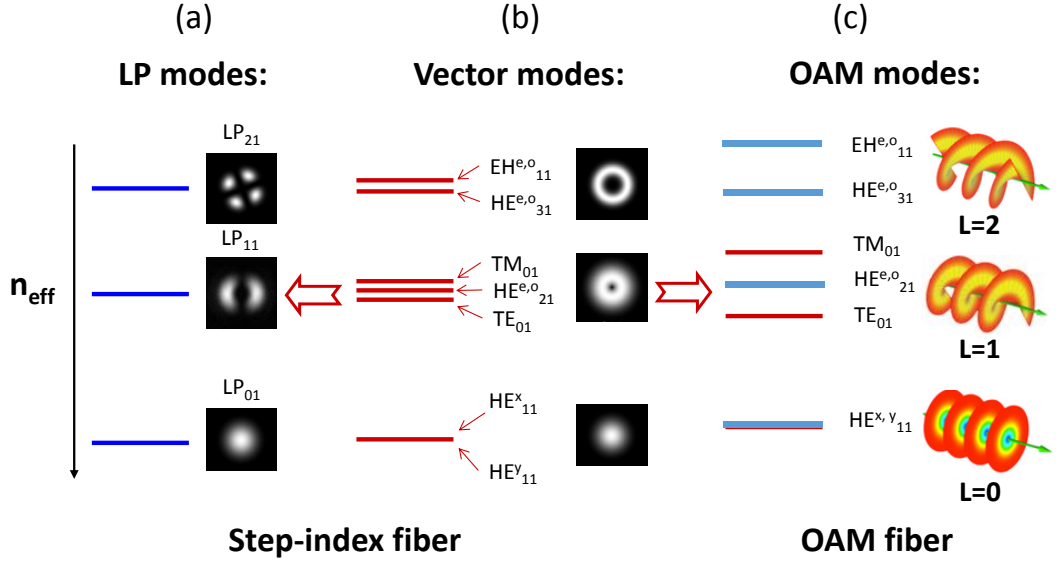 (a)
(b)
(c)
LP modes:
Vector modes:
OAM modes:
LP21
EHe,o11
HEe,o31
EHe,o11
HEe,o31
L=2
neff
LP11
TM01
HEe,o21
TE01
TM01
HEe,o21
TE01
L=1
LP01
HEx11
HEy11
HEx, y11
L=0
Step-index fiber
OAM fiber